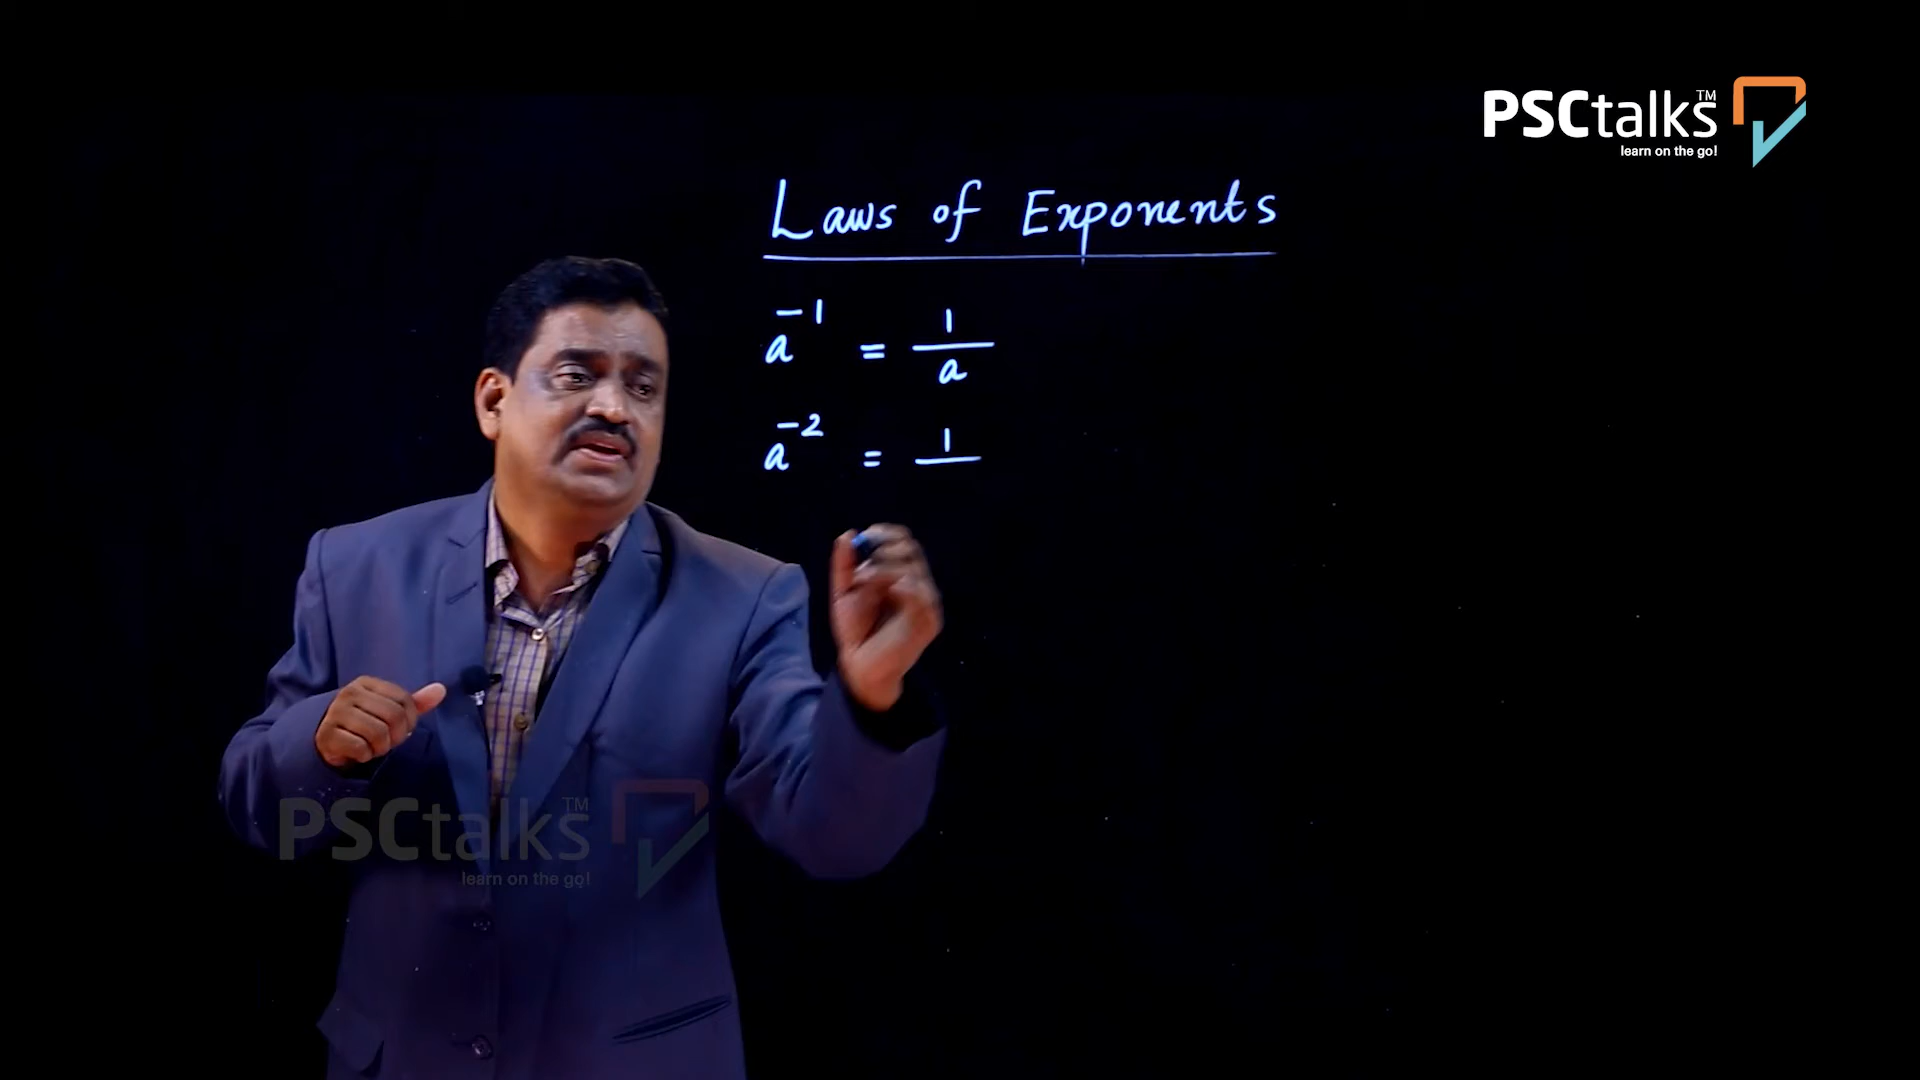 PSCtalks™
learn on the go!
Laws of Exponents
a⁻¹ = 1/a
a⁻² = 1/
PSCtalks™
learn on the go!